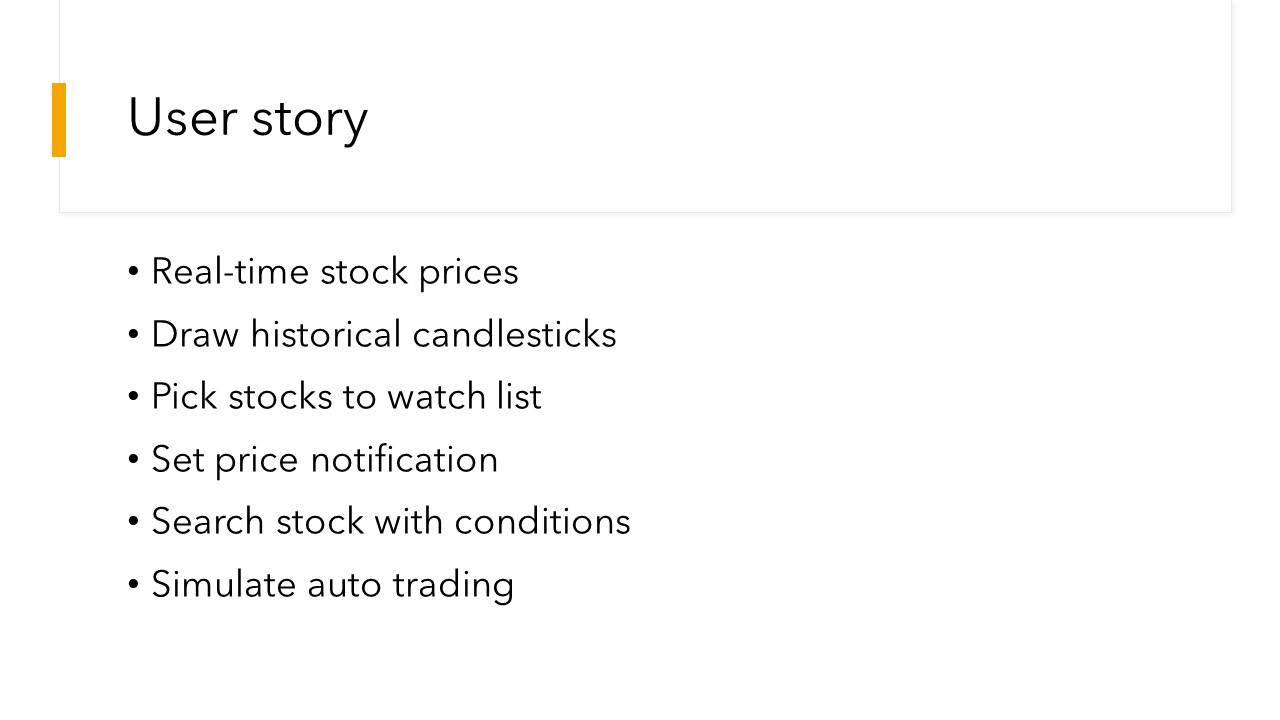 User story
• Real-time stock prices
• Draw historical candlesticks
• Pick stocks to watch list
• Set price notification
• Search stock with conditions
• Simulate auto trading